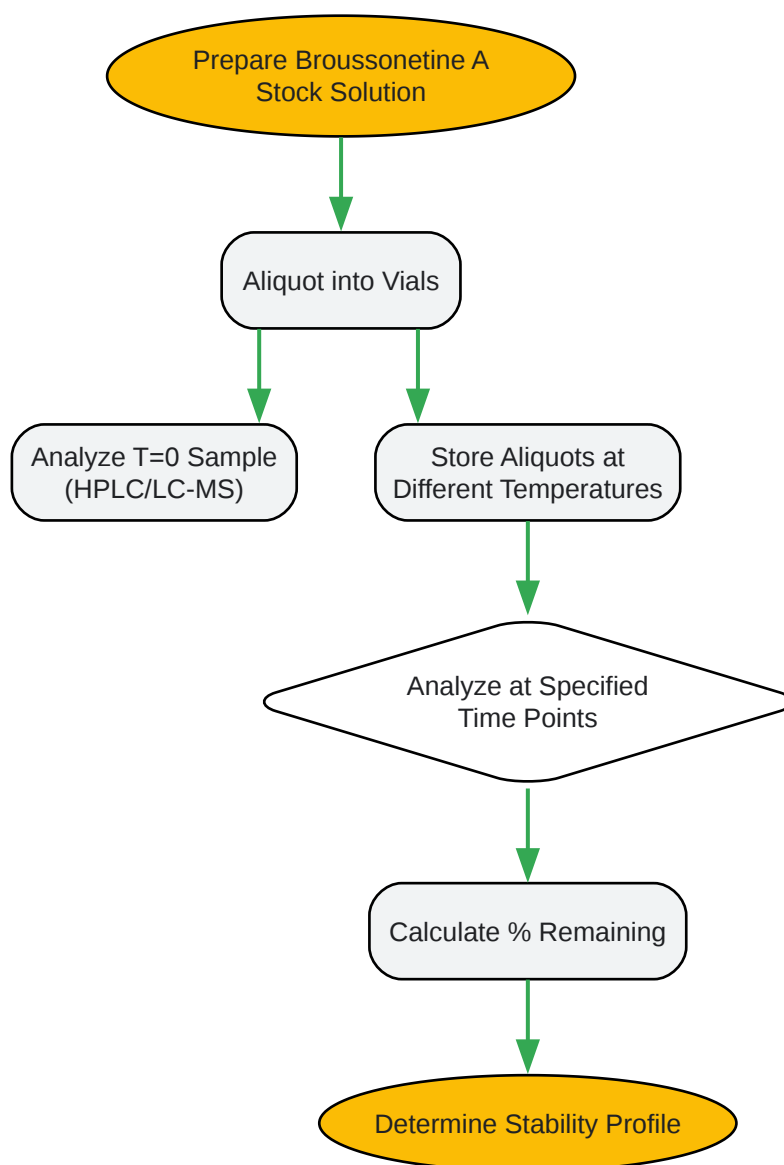 Prepare Broussonetine A
Stock Solution
Aliquot into Vials
Analyze T=0 Sample
(HPLC/LC-MS)
Store Aliquots at
Different Temperatures
Analyze at Specified
Time Points
Calculate % Remaining
Determine Stability Profile